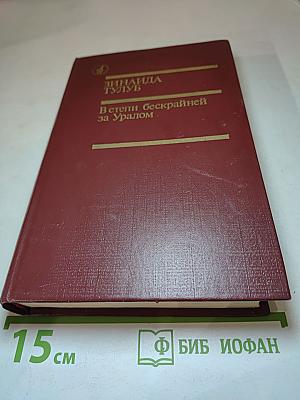 ЗИНАИДА
ТУЛУБ
В степи бескрайней
за Уралом
15 см
Ф БИБ ИОФАН